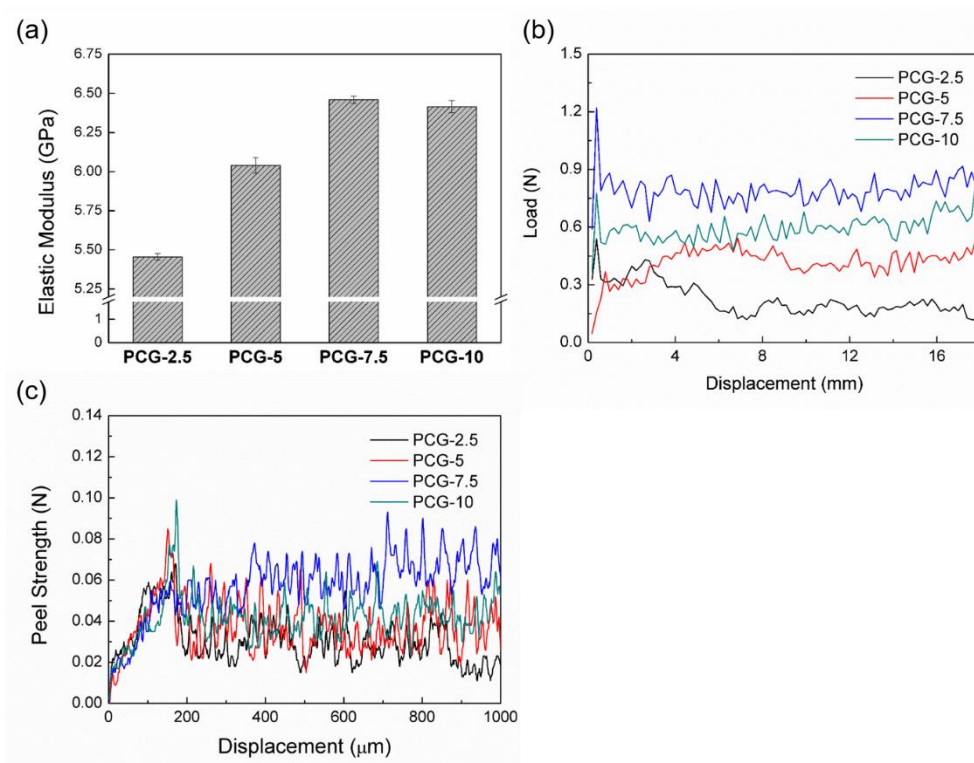 (a)
Elastic Modulus (GPa)
6.75
6.50
6.25
6.00
5.75
5.50
5.25
1
0
PCG-2.5 PCG-5 PCG-7.5 PCG-10
(b)
Load (N)
1.5
1.2
0.9
0.6
0.3
0.0
PCG-2.5
PCG-5
PCG-7.5
PCG-10
0 4 8 12 16
Displacement (mm)
(c)
Peel Strength (N)
0.14
0.12
0.10
0.08
0.06
0.04
0.02
0.00
PCG-2.5
PCG-5
PCG-7.5
PCG-10
0 200 400 600 800 1000
Displacement (μm)